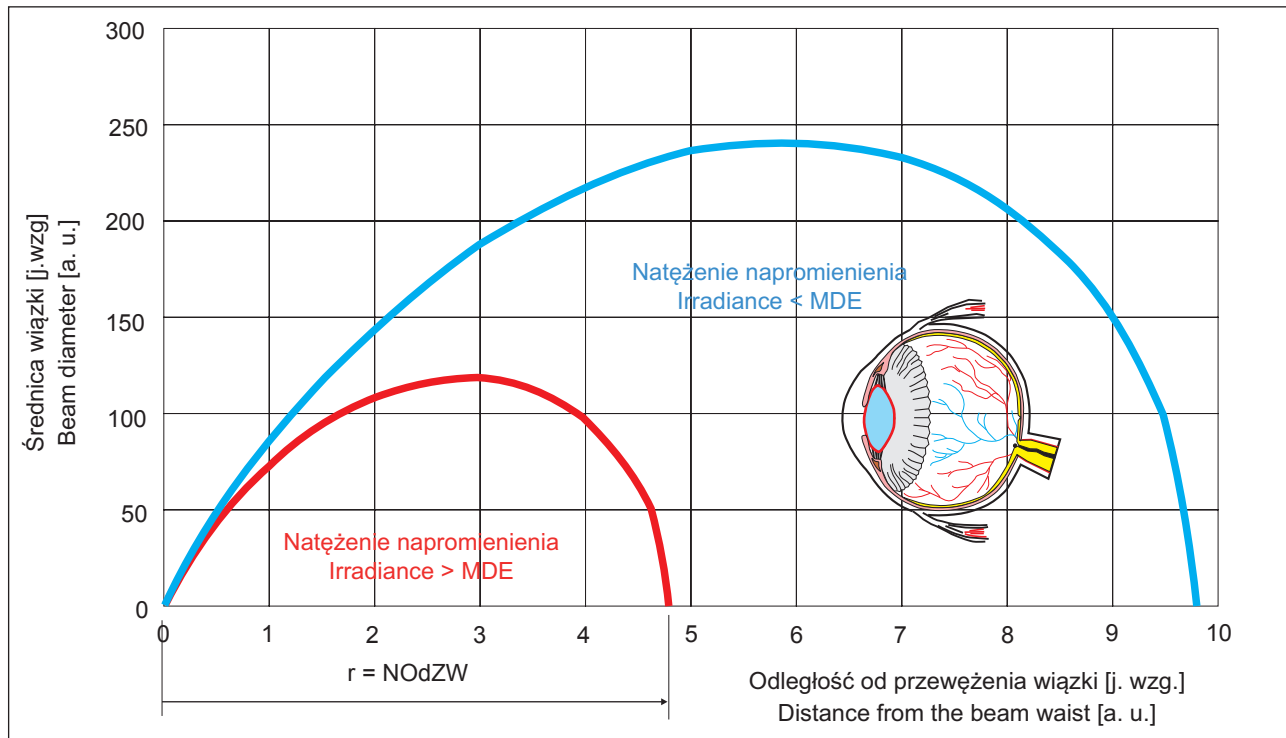 Średnica wiązki [j.wzg]
Beam diameter [a. u.]
300
250
200
150
100
50
0
Natężenie napromienienia
Irradiance < MDE
Natężenie napromienienia
Irradiance > MDE
0 1 2 3 4 5 6 7 8 9 10
r = NOdZW
Odległość od przewężenia wiązki [j. wzg.]
Distance from the beam waist [a. u.]